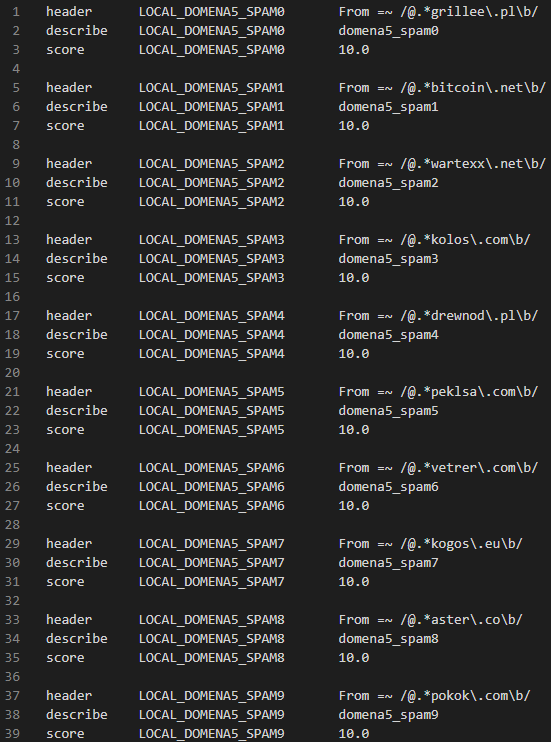 1 header LOCAL_DOMENA5_SPAM0 From =~ /@.*grillee\.pl\b/
2 describe LOCAL_DOMENA5_SPAM0 domena5_spam0
3 score LOCAL_DOMENA5_SPAM0 10.0
4
5 header LOCAL_DOMENA5_SPAM1 From =~ /@.*bitcoin\.net\b/
6 describe LOCAL_DOMENA5_SPAM1 domena5_spam1
7 score LOCAL_DOMENA5_SPAM1 10.0
8
9 header LOCAL_DOMENA5_SPAM2 From =~ /@.*wartexx\.net\b/
10 describe LOCAL_DOMENA5_SPAM2 domena5_spam2
11 score LOCAL_DOMENA5_SPAM2 10.0
12
13 header LOCAL_DOMENA5_SPAM3 From =~ /@.*kolos\.com\b/
14 describe LOCAL_DOMENA5_SPAM3 domena5_spam3
15 score LOCAL_DOMENA5_SPAM3 10.0
16
17 header LOCAL_DOMENA5_SPAM4 From =~ /@.*drewnod\.pl\b/
18 describe LOCAL_DOMENA5_SPAM4 domena5_spam4
19 score LOCAL_DOMENA5_SPAM4 10.0
20
21 header LOCAL_DOMENA5_SPAM5 From =~ /@.*peklsa\.com\b/
22 describe LOCAL_DOMENA5_SPAM5 domena5_spam5
23 score LOCAL_DOMENA5_SPAM5 10.0
24
25 header LOCAL_DOMENA5_SPAM6 From =~ /@.*vetrer\.com\b/
26 describe LOCAL_DOMENA5_SPAM6 domena5_spam6
27 score LOCAL_DOMENA5_SPAM6 10.0
28
29 header LOCAL_DOMENA5_SPAM7 From =~ /@.*kogos\.eu\b/
30 describe LOCAL_DOMENA5_SPAM7 domena5_spam7
31 score LOCAL_DOMENA5_SPAM7 10.0
32
33 header LOCAL_DOMENA5_SPAM8 From =~ /@.*aster\.co\b/
34 describe LOCAL_DOMENA5_SPAM8 domena5_spam8
35 score LOCAL_DOMENA5_SPAM8 10.0
36
37 header LOCAL_DOMENA5_SPAM9 From =~ /@.*pokok\.com\b/
38 describe LOCAL_DOMENA5_SPAM9 domena5_spam9
39 score LOCAL_DOMENA5_SPAM9 10.0